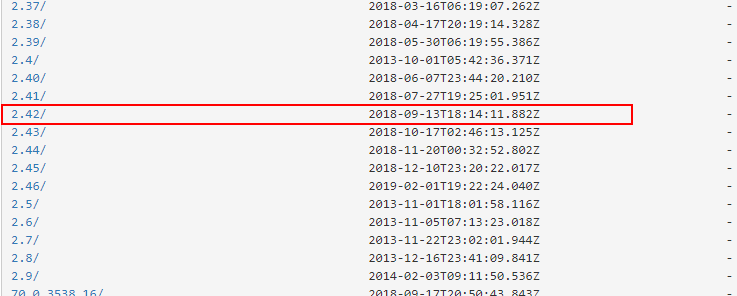 2.37/ 2018-03-16T06:19:07.262Z -
2.38/ 2018-04-17T20:19:14.328Z -
2.39/ 2018-05-30T06:19:55.386Z -
2.4/ 2013-10-01T05:42:36.371Z -
2.40/ 2018-06-07T23:44:20.210Z -
2.41/ 2018-07-27T19:25:01.951Z -
2.42/ 2018-09-13T18:14:11.882Z -
2.43/ 2018-10-17T02:46:13.125Z -
2.44/ 2018-11-20T00:32:52.802Z -
2.45/ 2018-12-10T23:20:22.017Z -
2.46/ 2019-02-01T19:22:24.040Z -
2.5/ 2013-11-01T18:01:58.116Z -
2.6/ 2013-11-05T07:13:23.018Z -
2.7/ 2013-11-22T23:02:01.944Z -
2.8/ 2013-12-16T23:41:09.841Z -
2.9/ 2014-02-03T09:11:50.536Z -
70.0.3538.16/ 2018-09-17T20:50:43.843Z -